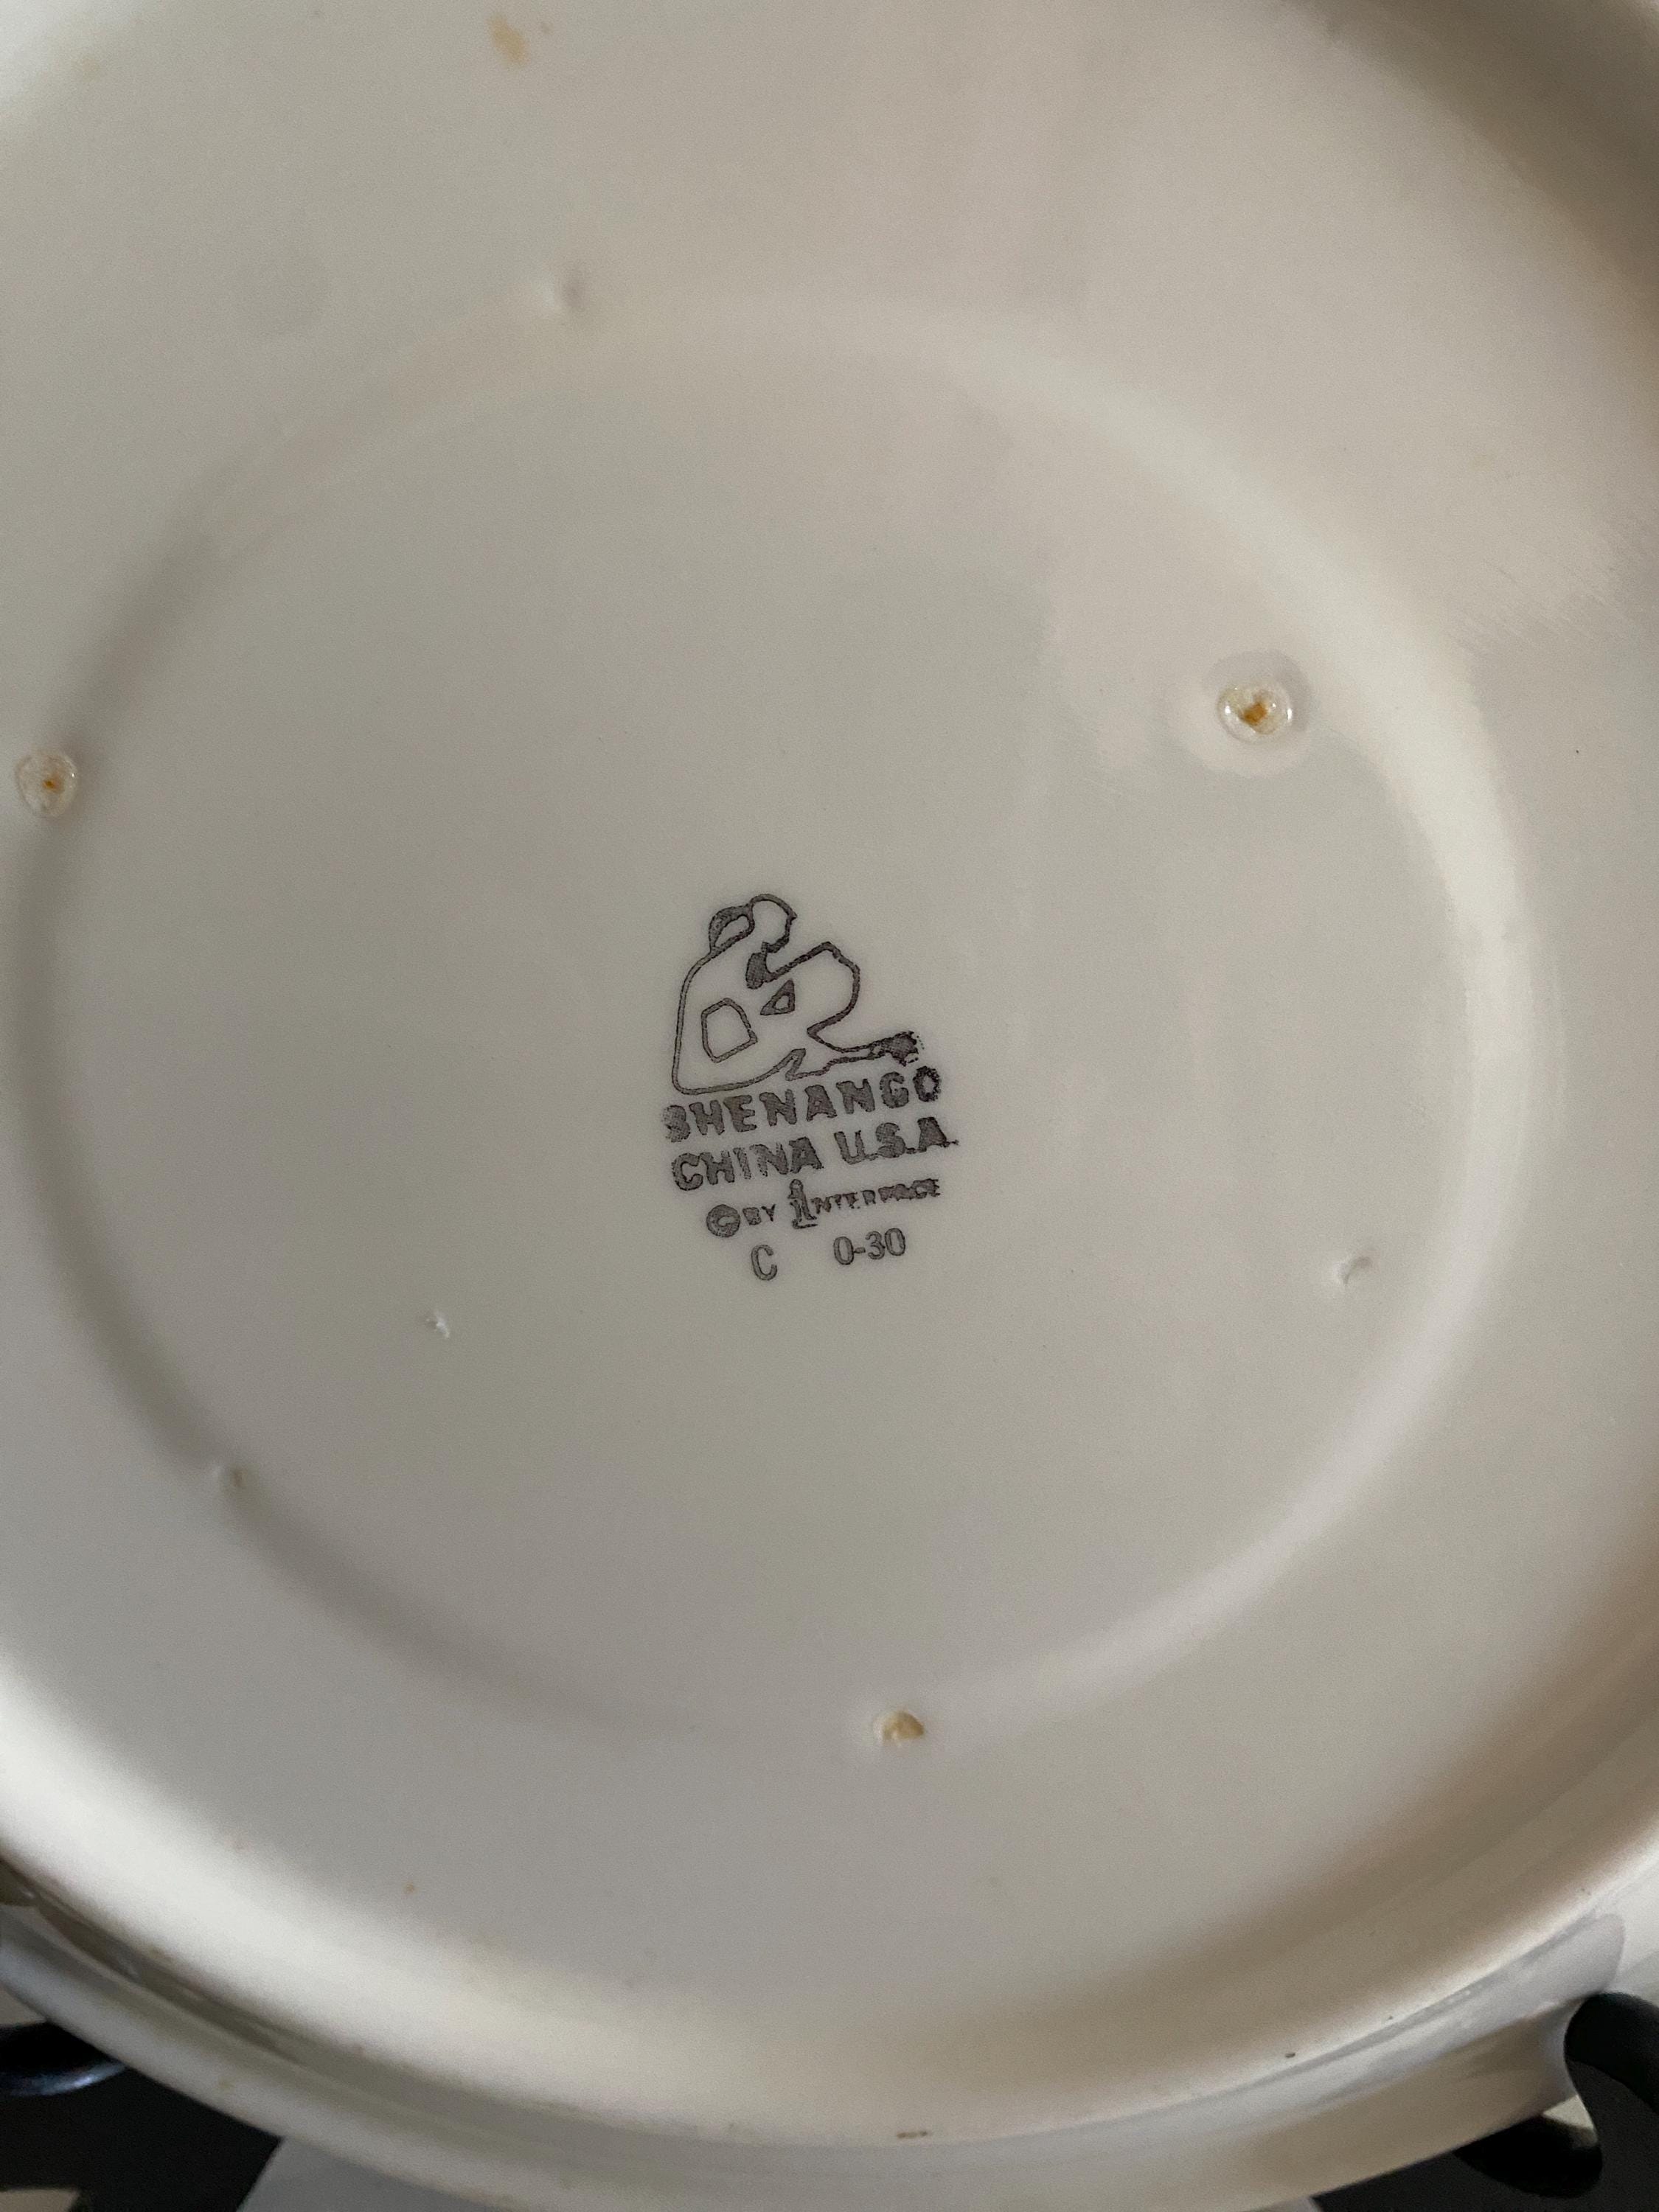 SHENANGO
CHINA U.S.A.
© BY INTERPACE
C 0-30